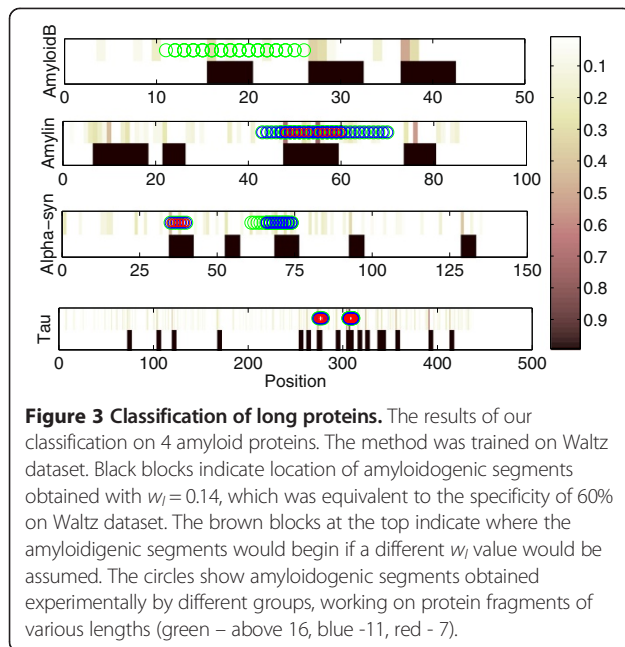 AmyloidB
0 10 20 30 40 50
Amylin
0 20 40 60 80 100
Alpha-syn
0 25 50 75 100 125 150
Tau
0 100 200 300 400 500
Position
0.1
0.2
0.3
0.4
0.5
0.6
0.7
0.8
0.9
Figure 3 Classification of long proteins. The results of our
classification on 4 amyloid proteins. The method was trained on Waltz
dataset. Black blocks indicate location of amyloidogenic segments
obtained with wₗ = 0.14, which was equivalent to the specificity of 60%
on Waltz dataset. The brown blocks at the top indicate where the
amyloidigenic segments would begin if a different wₗ value would be
assumed. The circles show amyloidogenic segments obtained
experimentally by different groups, working on protein fragments of
various lengths (green – above 16, blue -11, red - 7).